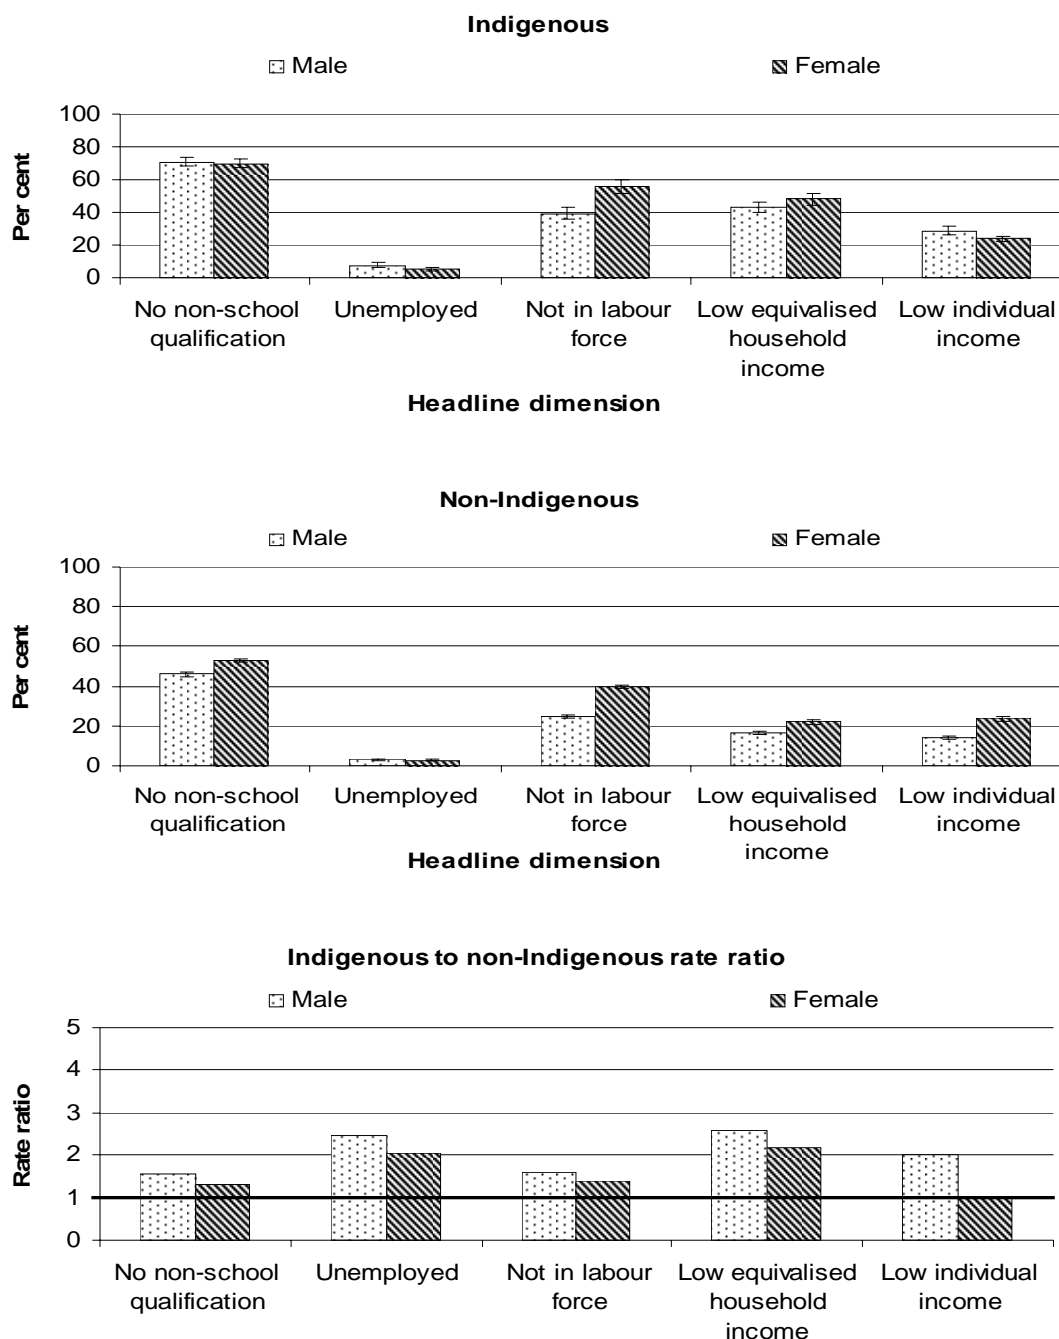 Indigenous
Male Female
100
80
60
40
20
0
Per cent
No non-school Unemployed Not in labour Low equivalised Low individual
qualification force household income
income
Headline dimension
Non-Indigenous
Male Female
100
80
60
40
20
0
Per cent
No non-school Unemployed Not in labour Low equivalised Low individual
qualification force household income
income
Headline dimension
Indigenous to non-Indigenous rate ratio
Male Female
5
4
3
2
1
0
Rate ratio
No non-school Unemployed Not in labour Low equivalised Low individual
qualification force household income
income